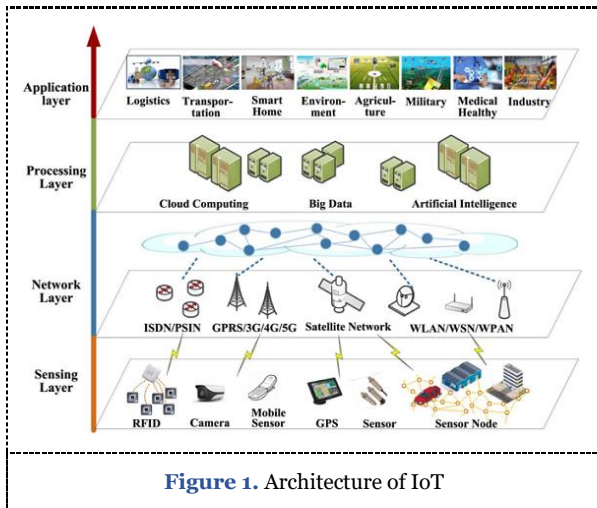 Application
layer
Logistics
Transpor-
tation
Smart
Home
Environ-
ment
Agricul-
ture
Military
Medical
Healthy
Industry
Processing
Layer
Cloud Computing
Big Data
Artificial Intelligence
Network
Layer
ISDN/PSIN
GPRS/3G/4G/5G
Satellite Network
WLAN/WSN/WPAN
Sensing
Layer
RFID
Camera
Mobile
Sensor
GPS
Sensor
Sensor Node
Figure 1. Architecture of IoT